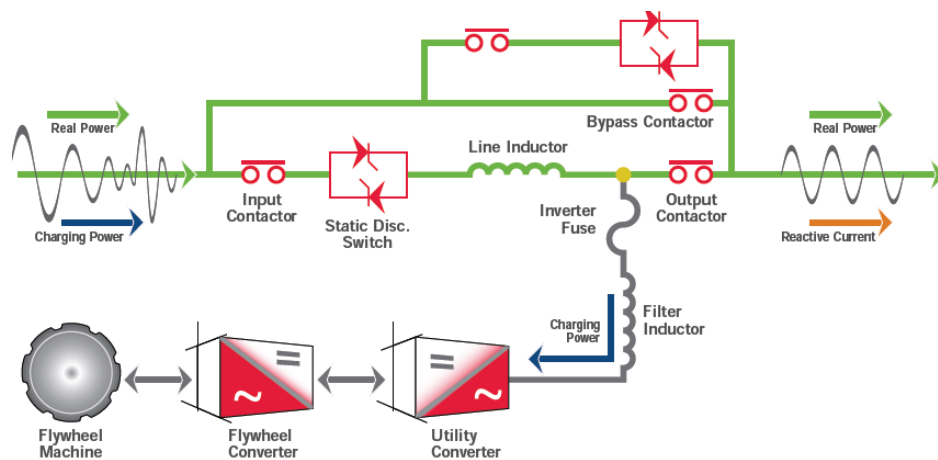 Real Power
Charging Power
Bypass Contactor
Real Power
Line Inductor
Input
Contactor
Static Disc.
Switch
Inverter
Fuse
Output
Contactor
Reactive Current
Charging
Power
Filter
Inductor
Flywheel
Machine
Flywheel
Converter
Utility
Converter